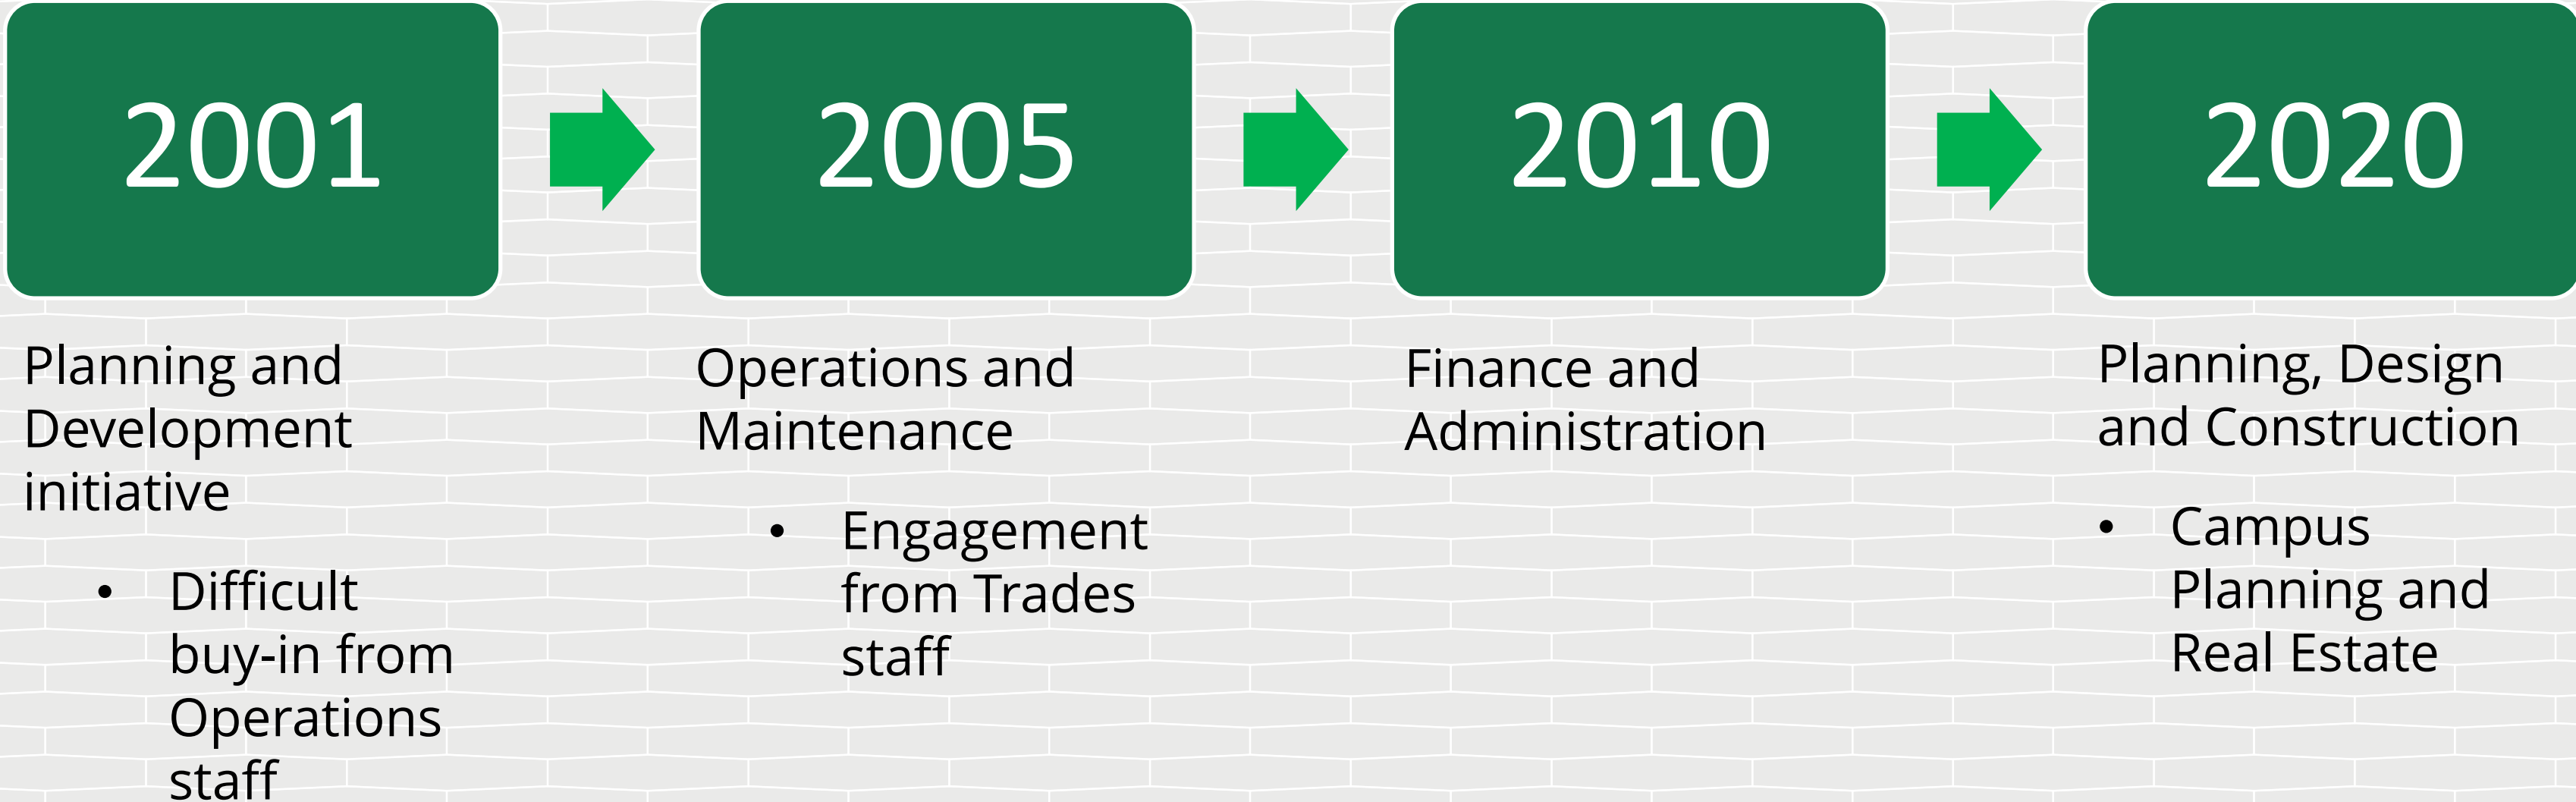 2001
Planning and
Development
initiative
• Difficult
buy-in from
Operations
staff
2005
Operations and
Maintenance
• Engagement
from Trades
staff
2010
Finance and
Administration
2020
Planning, Design
and Construction
• Campus
Planning and
Real Estate